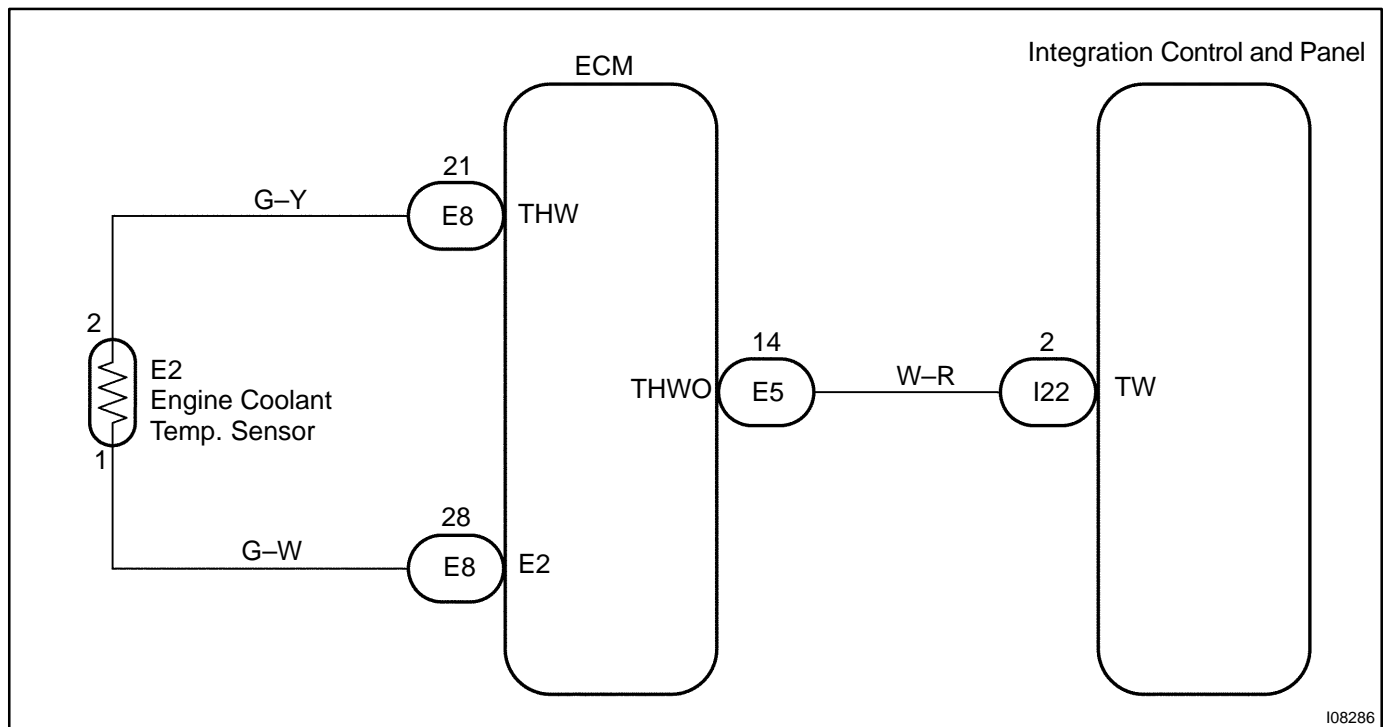 Integration Control and Panel
ECM
21
G–Y
E8
THW
2
E2
Engine Coolant
Temp. Sensor
1
14
2
THWO
E5
W–R
I22
TW
28
G–W
E8
E2
I08286